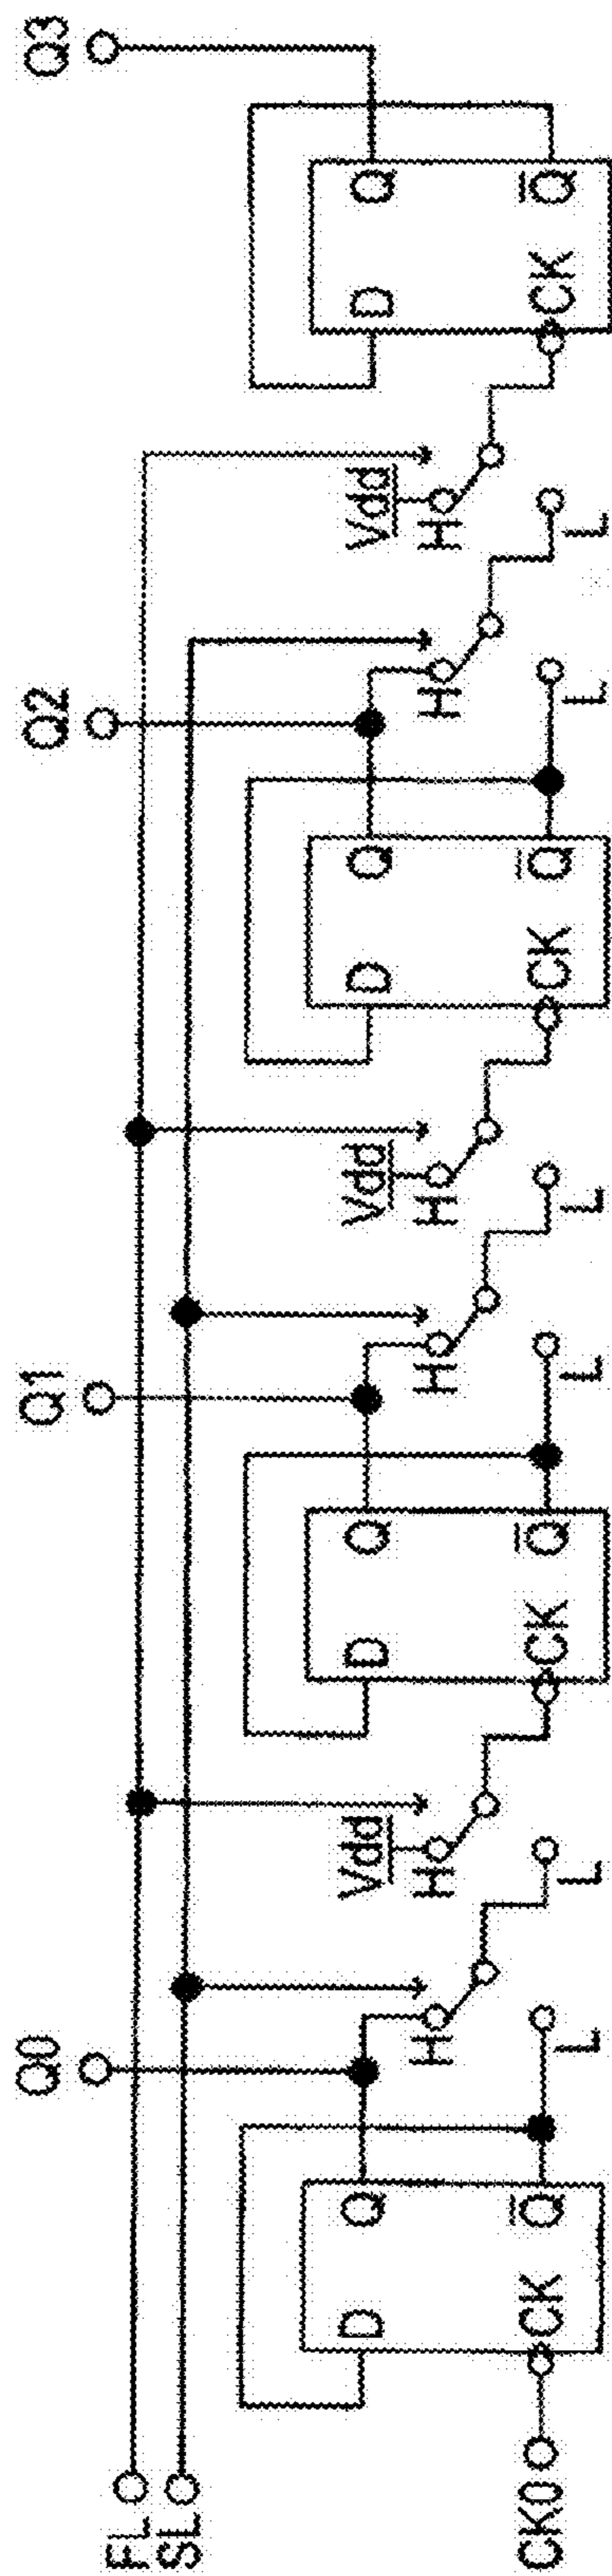 Q0 Q1 Q2 Q3
FL
SL
Vdd Vdd Vdd
D Q D Q D Q D Q
H H H H H H
CK0 CK Q̅ CK Q̅ CK Q̅ CK Q̅
L L L L L L